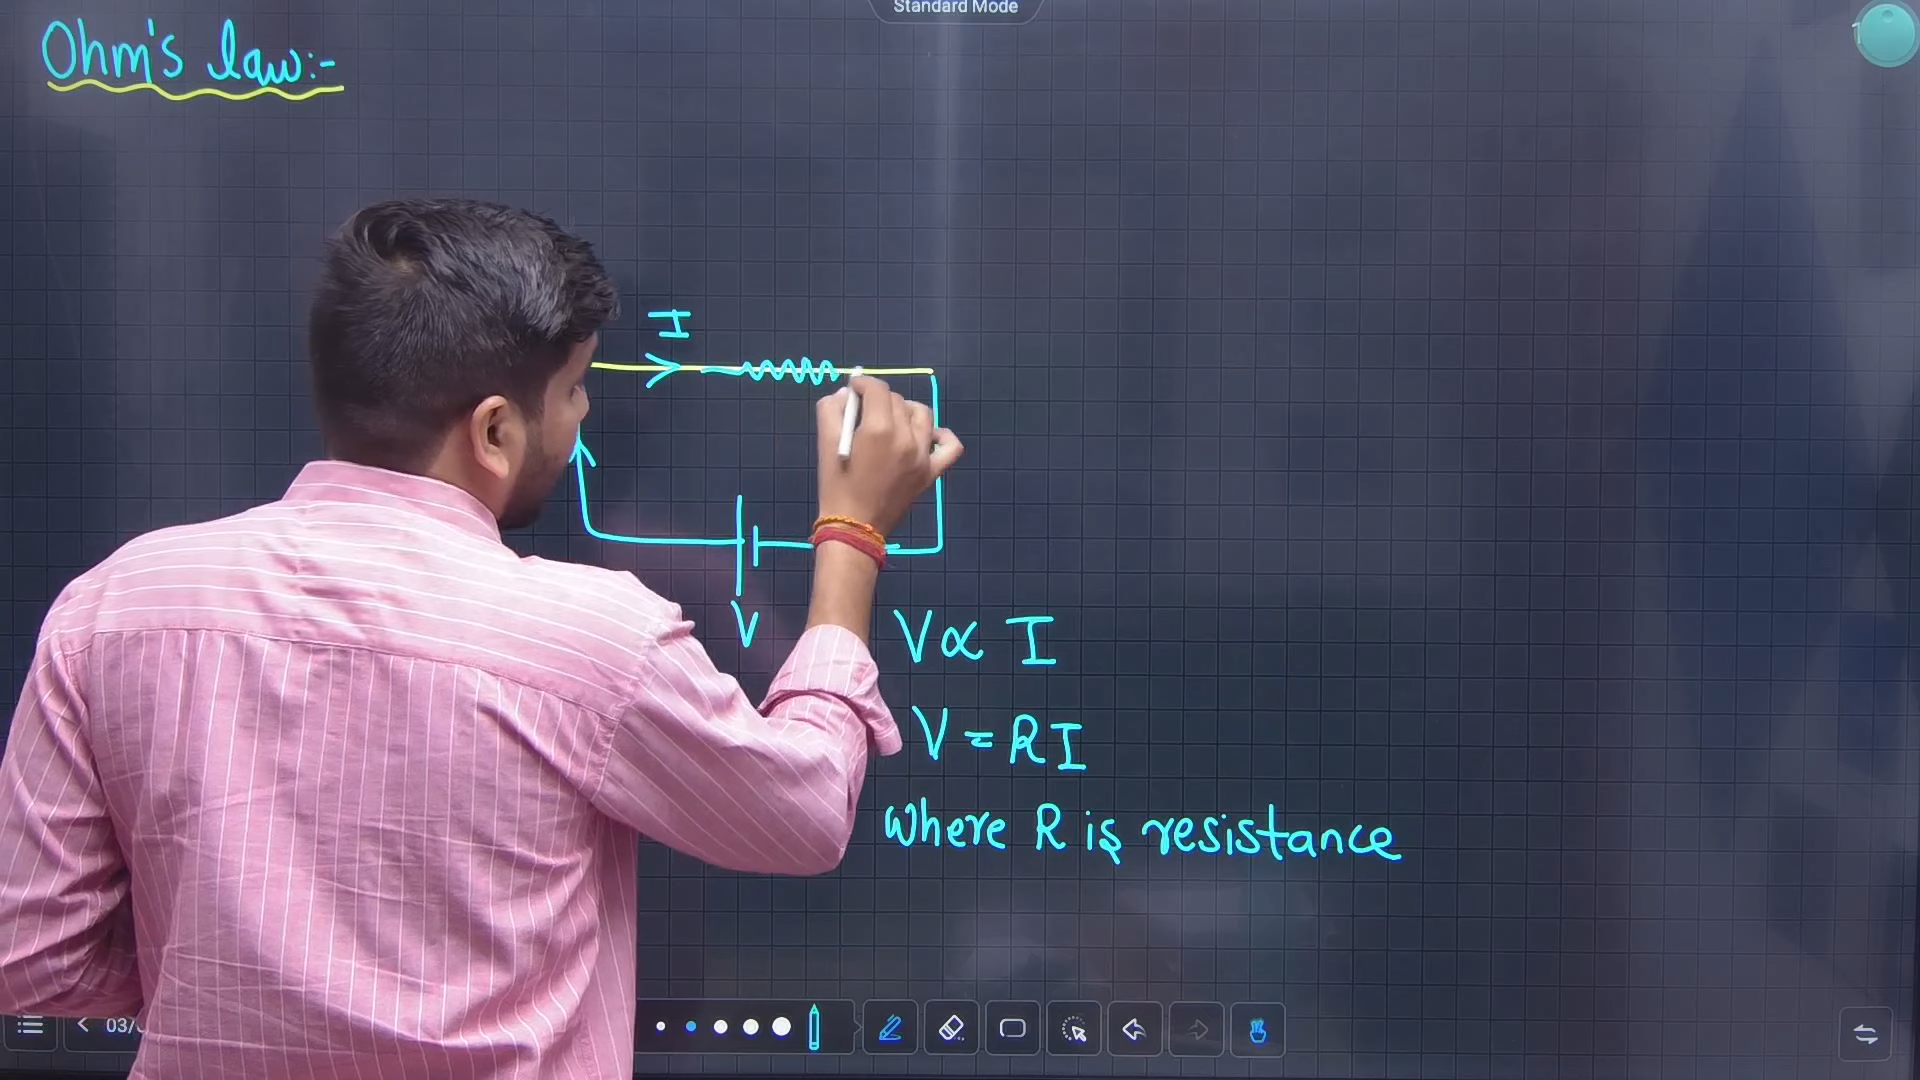 Standard Mode
Ohm's law:-
I
V
V ∝ I
V = RI
where R is resistance
03/